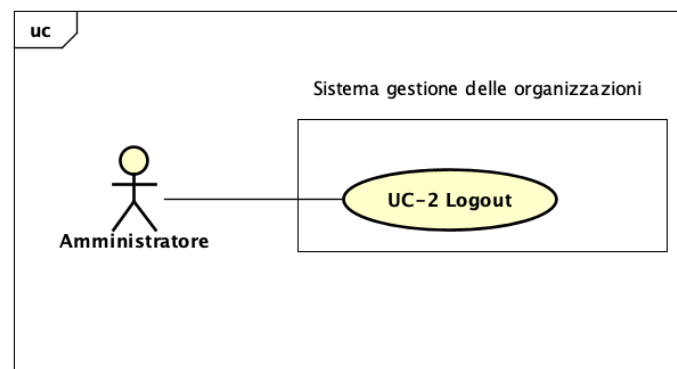 uc
Sistema gestione delle organizzazioni
UC-2 Logout
Amministratore